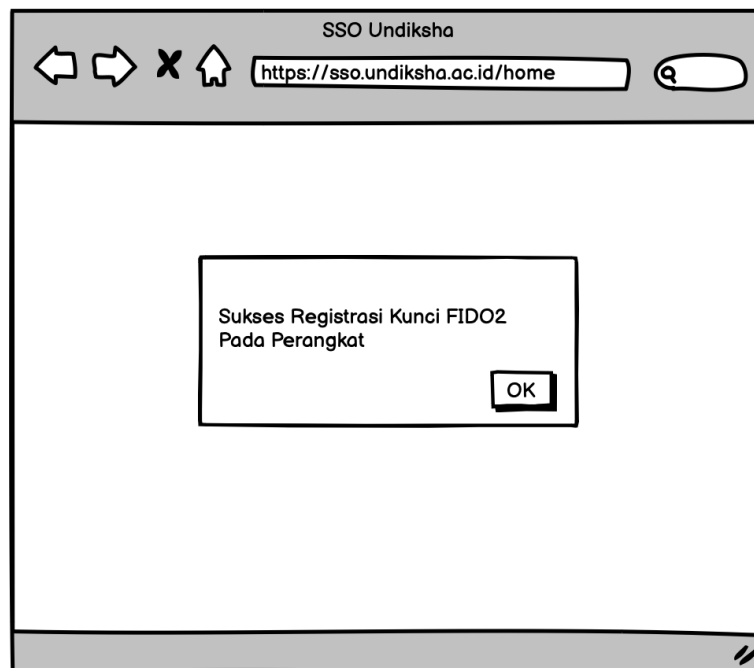 SSO Undiksha
https://sso.undiksha.ac.id/home
Sukses Registrasi Kunci FIDO2
Pada Perangkat
OK